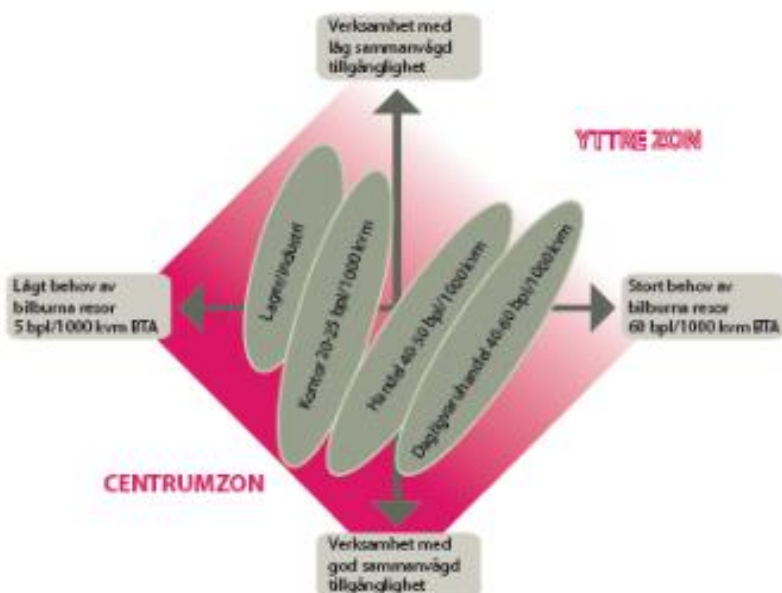 Verksamhet med
låg sammanvägd
tillgänglighet
YTTRE ZON
Lager/Industri
Kontor 20-25 bpl/1000 kvm
Handel 40-50 bpl/1000 kvm
Dagligvaruhandel 40-60 bpl/1000 kvm
Lågt behov av
bilburna resor
5 bpl/1000 kvm BTA
Stort behov av
bilburna resor
60 bpl/1000 kvm BTA
CENTRUMZON
Verksamhet med
god sammanvägd
tillgänglighet